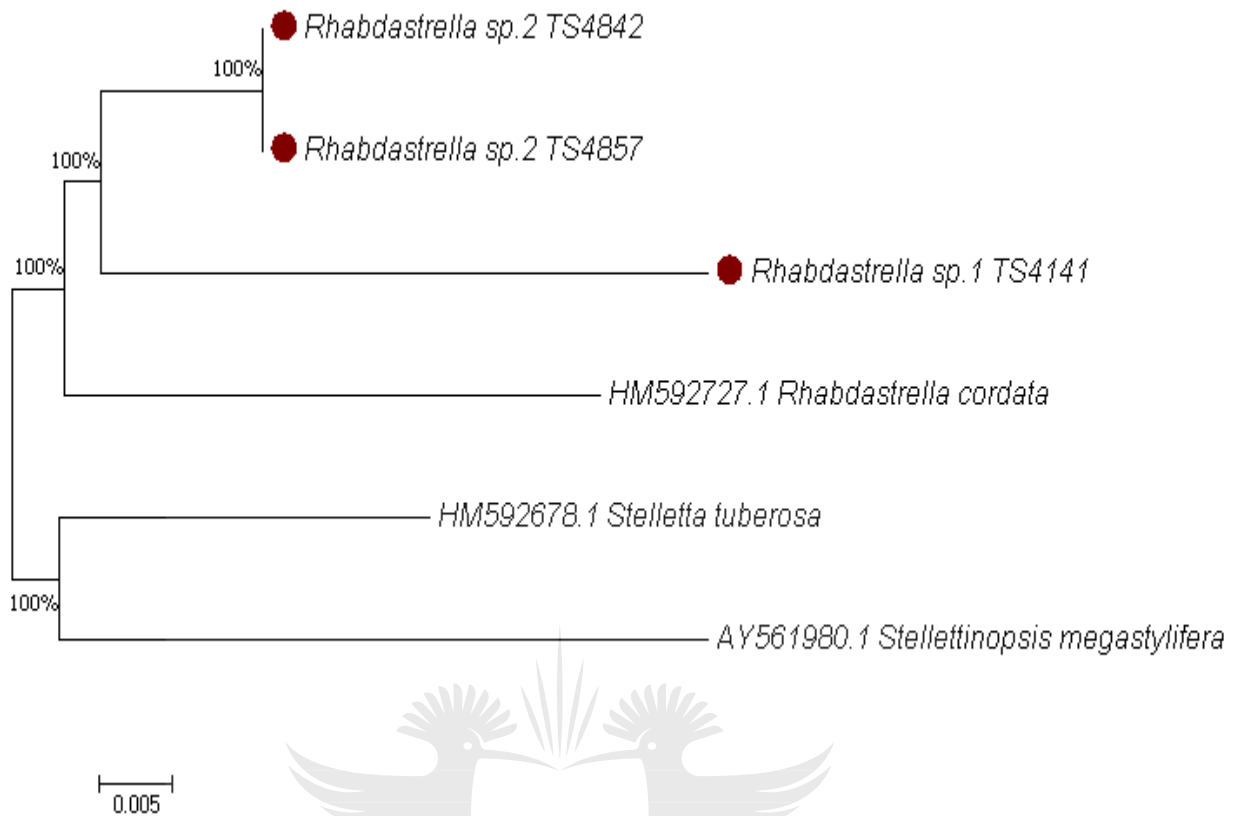 Rhabdastrella sp.2 TS4842
100%
Rhabdastrella sp.2 TS4857
100%
100%
Rhabdastrella sp.1 TS4141
HM592727.1 Rhabdastrella cordata
HM592678.1 Stelletta tuberosa
100%
AY561980.1 Stellettinopsis megastylifera
0.005